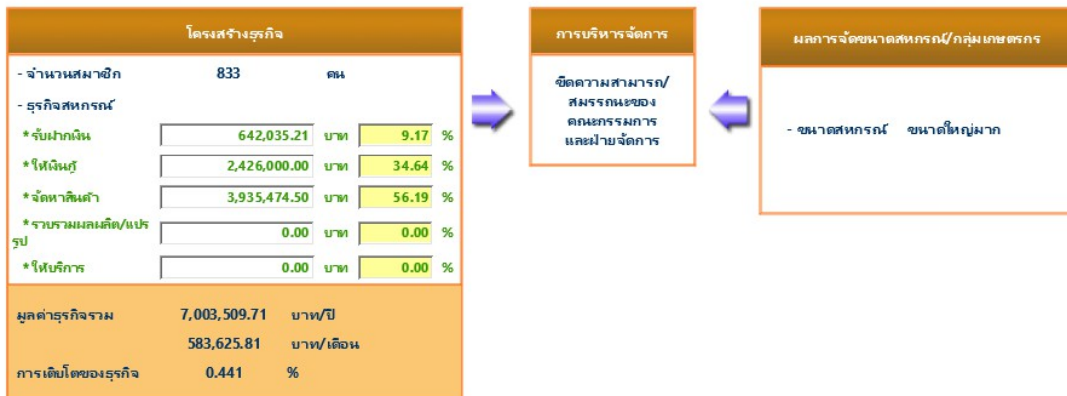 โครงสร้างธุรกิจ
- จำนวนสมาชิก 833 คน
- ธุรกิจสหกรณ์
* รับฝากเงิน 642,035.21 บาท 9.17 %
* ให้เงินกู้ 2,426,000.00 บาท 34.64 %
* จัดหาสินค้า 3,935,474.50 บาท 56.19 %
* รวบรวมผลผลิต/แปร
รูป 0.00 บาท 0.00 %
* ให้บริการ 0.00 บาท 0.00 %
มูลค่าธุรกิจรวม 7,003,509.71 บาท/ปี
583,625.81 บาท/เดือน
การเติบโตของธุรกิจ 0.441 %
การบริหารจัดการ
ขีดความสามารถ/
สมรรถนะของ
คณะกรรมการ
และฝ่ายจัดการ
ผลการจัดขนาดสหกรณ์/กลุ่มเกษตรกร
- ขนาดสหกรณ์ ขนาดใหญ่มาก